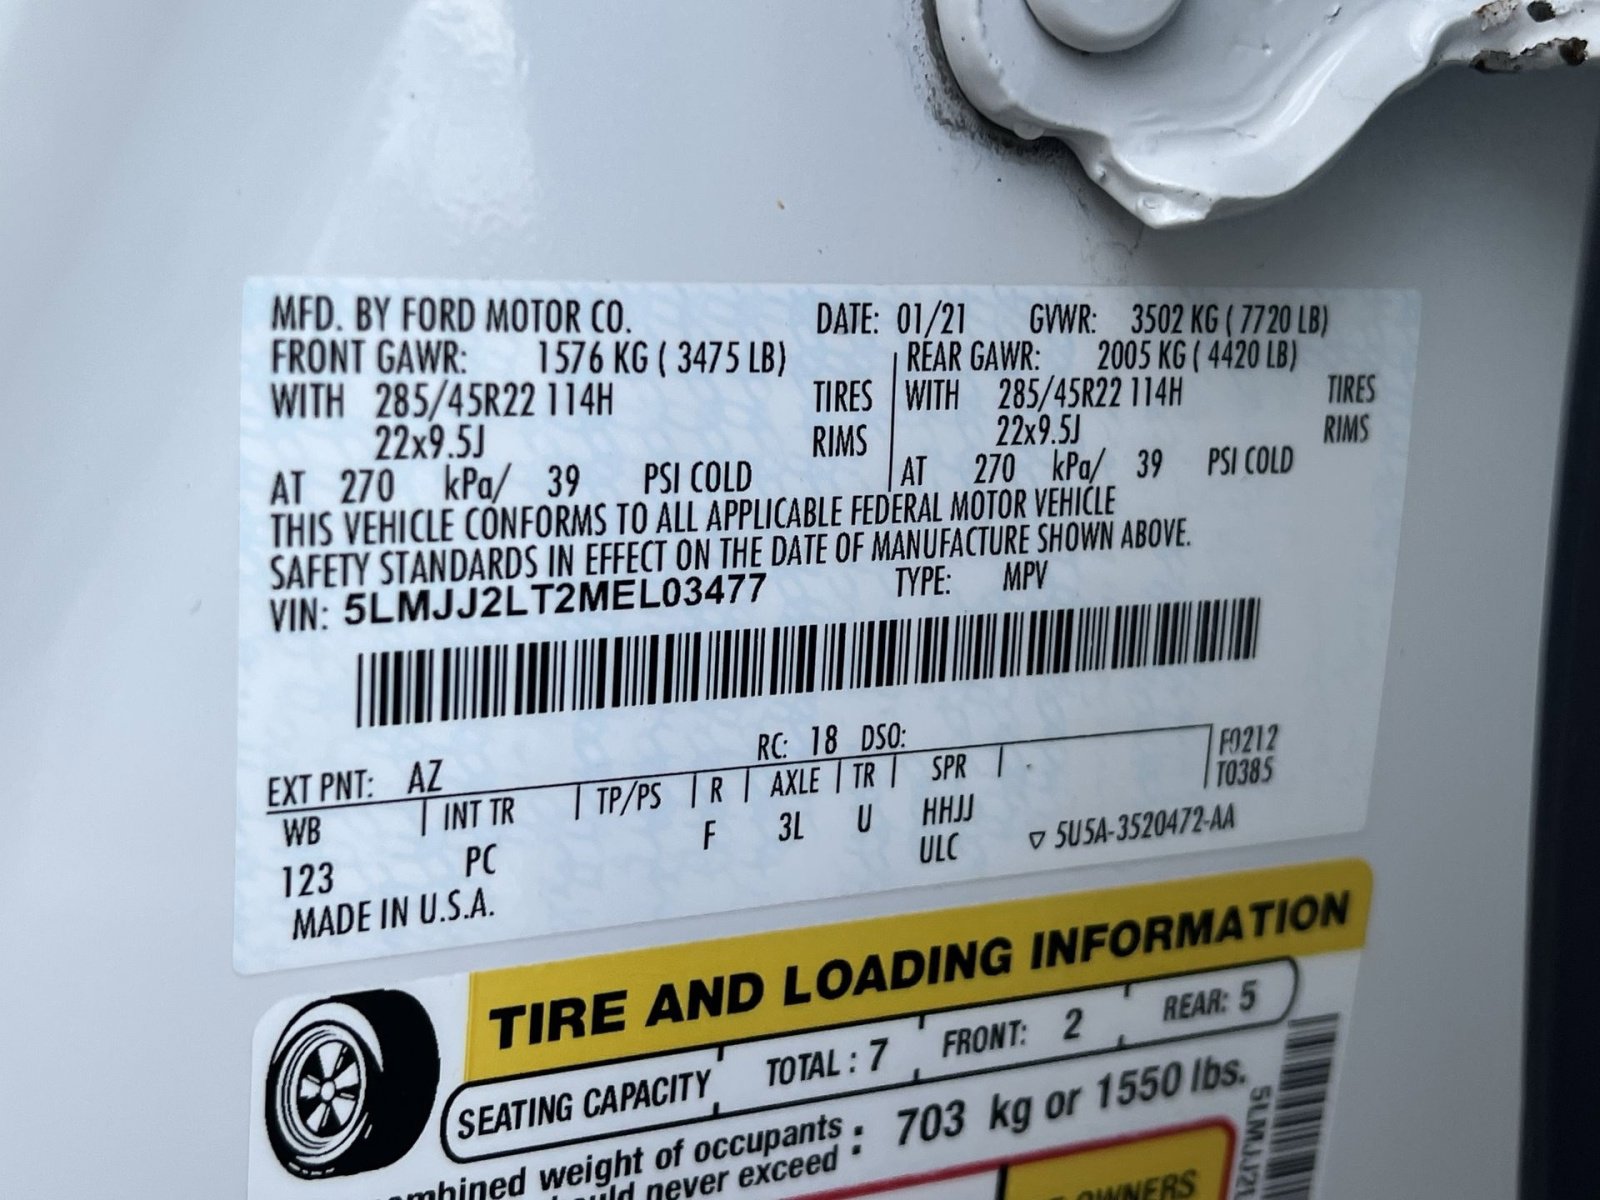 MFD. BY FORD MOTOR CO. DATE: 01/21 GVWR: 3502 KG ( 7720 LB)
FRONT GAWR: 1576 KG ( 3475 LB) REAR GAWR: 2005 KG ( 4420 LB)
WITH 285/45R22 114H TIRES WITH 285/45R22 114H TIRES
22x9.5J RIMS 22x9.5J RIMS
AT 270 kPa/ 39 PSI COLD AT 270 kPa/ 39 PSI COLD
THIS VEHICLE CONFORMS TO ALL APPLICABLE FEDERAL MOTOR VEHICLE
SAFETY STANDARDS IN EFFECT ON THE DATE OF MANUFACTURE SHOWN ABOVE.
VIN: 5LMJJ2LT2MEL03477 TYPE: MPV
EXT PNT: AZ RC: 18 DSO: F0212
T0385
WB INT TR TP/PS R AXLE TR SPR
123 PC F 3L U HHJJ
ULC ▽ 5U5A-3520472-AA
MADE IN U.S.A.
TIRE AND LOADING INFORMATION
SEATING CAPACITY TOTAL : 7 FRONT: 2 REAR: 5
weight of occupants : 703 kg or 1550 lbs.
never exceed
OWNERS
5LMJJ2L